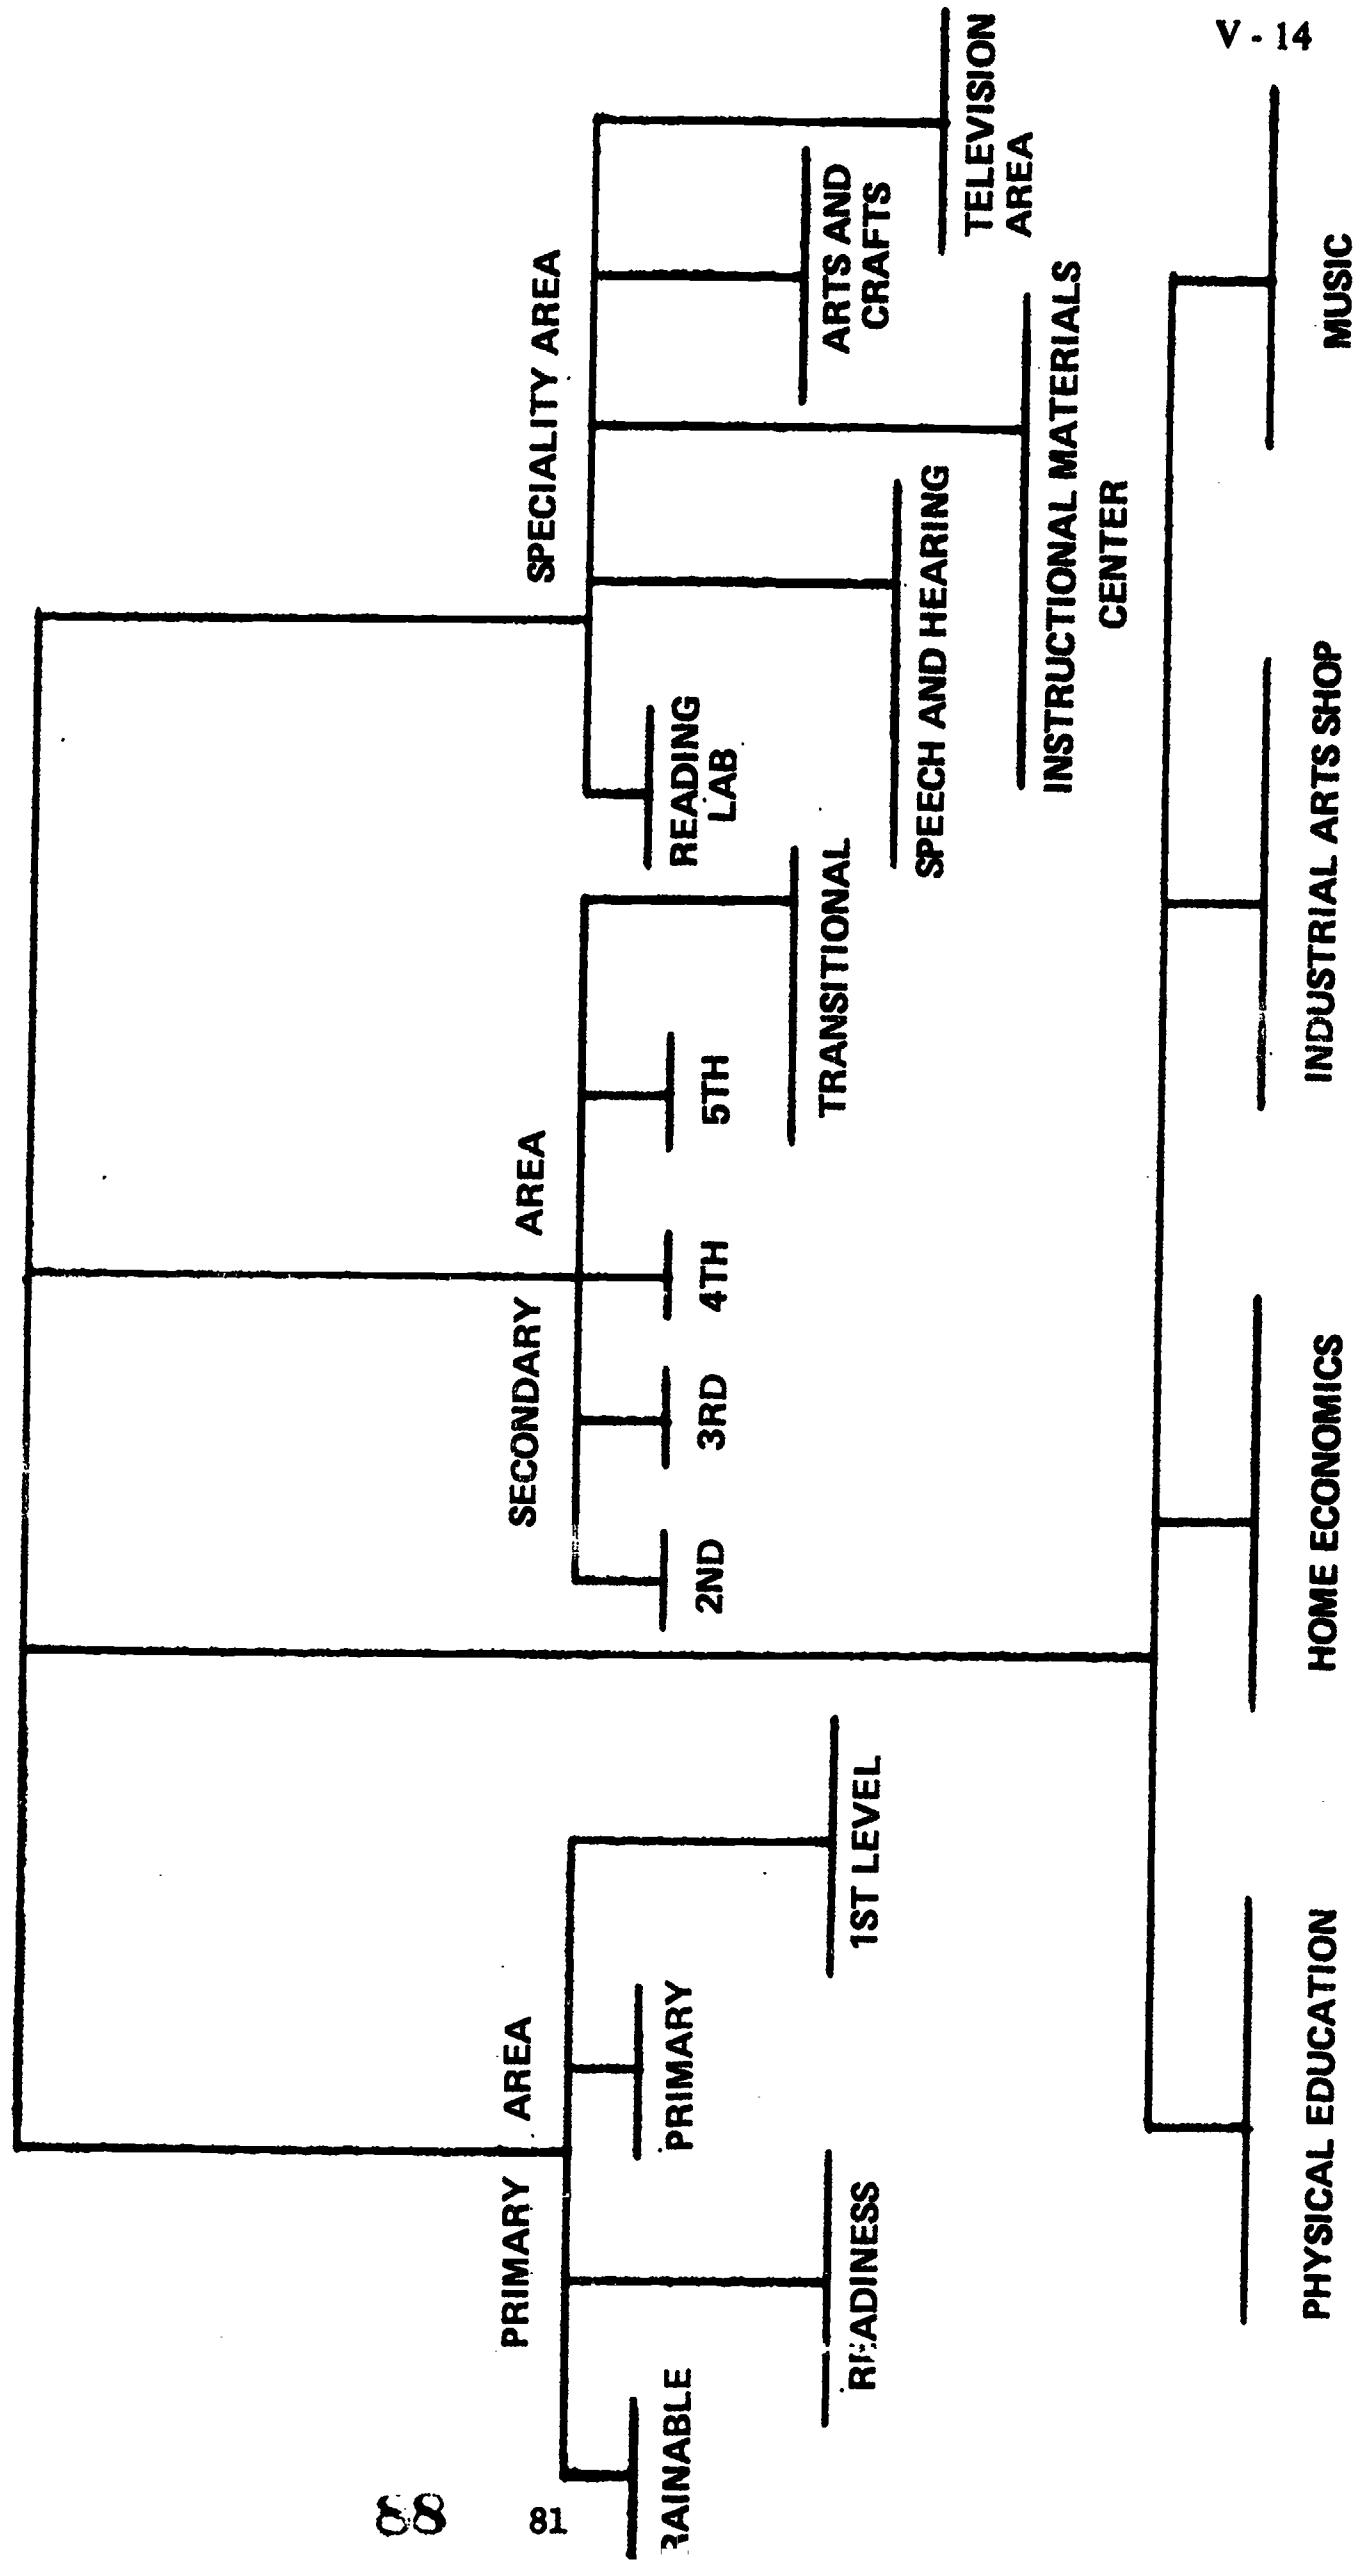 V - 14
PRIMARY AREA
SECONDARY AREA
SPECIALITY AREA
RAINABLE
READINESS
PRIMARY
1ST LEVEL
2ND
3RD
4TH
5TH
TRANSITIONAL
READING
LAB
SPEECH AND HEARING
INSTRUCTIONAL MATERIALS
CENTER
ARTS AND
CRAFTS
TELEVISION
AREA
PHYSICAL EDUCATION
HOME ECONOMICS
INDUSTRIAL ARTS SHOP
MUSIC
88
81